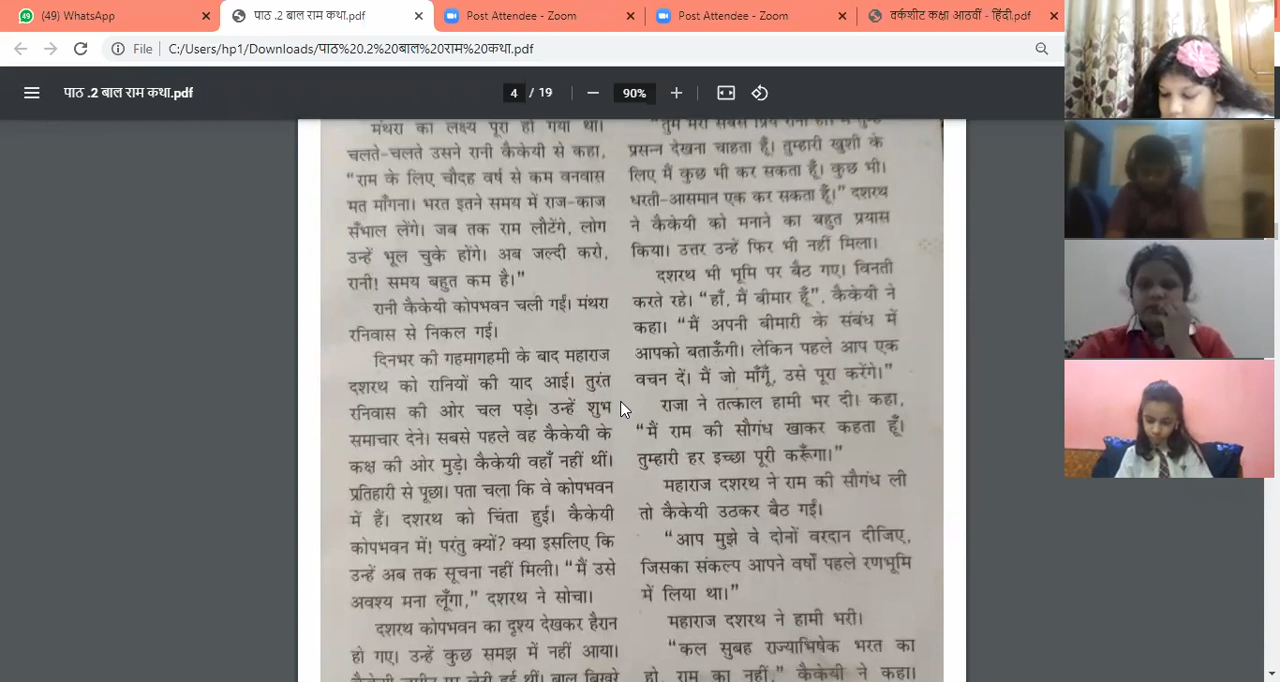 (49) WhatsApp
पाठ .2 बाल राम कथा.pdf
Post Attendee - Zoom
Post Attendee - Zoom
वर्कशीट कक्षा आठवीं - हिंदी.pdf
File
C:/Users/hp1/Downloads/पाठ%20.2%20बाल%20राम%20कथा.pdf
पाठ .2 बाल राम कथा.pdf
4 / 19
90%
मंथरा का लक्ष्य पूरा हो गया था।
चलते-चलते उसने रानी कैकेयी से कहा,
“राम के लिए चौदह वर्ष से कम वनवास
मत माँगना। भरत इतने समय में राज-काज
सँभाल लेंगे। जब तक राम लौटेंगे, लोग
उन्हें भूल चुके होंगे। अब जल्दी करो,
रानी! समय बहुत कम है।”
रानी कैकेयी कोपभवन चली गईं। मंथरा
रनिवास से निकल गई।
दिनभर की गहमागहमी के बाद महाराज
दशरथ को रानियों की याद आई। तुरंत
रनिवास की ओर चल पड़े। उन्हें शुभ
समाचार देने। सबसे पहले वह कैकेयी के
कक्ष की ओर मुड़े। कैकेयी वहाँ नहीं थीं।
प्रतिहारी से पूछा। पता चला कि वे कोपभवन
में हैं। दशरथ को चिंता हुई। कैकेयी
कोपभवन में! परंतु क्यों? क्या इसलिए कि
उन्हें अब तक सूचना नहीं मिली। “मैं उसे
अवश्य मना लूँगा,” दशरथ ने सोचा।
दशरथ कोपभवन का दृश्य देखकर हैरान
हो गए। उन्हें कुछ समझ में नहीं आया।
कैकेयी ज़मीन पर लेटी हुई थीं। बाल बिखरे
“तुम मेरी सबसे प्रिय रानी हो। मैं तुम्हें
प्रसन्न देखना चाहता हूँ। तुम्हारी खुशी के
लिए मैं कुछ भी कर सकता हूँ। कुछ भी।
धरती-आसमान एक कर सकता हूँ।” दशरथ
ने कैकेयी को मनाने का बहुत प्रयास
किया। उत्तर उन्हें फिर भी नहीं मिला।
दशरथ भी भूमि पर बैठ गए। विनती
करते रहे। “हाँ, मैं बीमार हूँ”, कैकेयी ने
कहा। “मैं अपनी बीमारी के संबंध में
आपको बताऊँगी। लेकिन पहले आप एक
वचन दें। मैं जो माँगूँ, उसे पूरा करेंगे।”
राजा ने तत्काल हामी भर दी। कहा,
“मैं राम की सौगंध खाकर कहता हूँ।
तुम्हारी हर इच्छा पूरी करूँगा।”
महाराज दशरथ ने राम की सौगंध ली
तो कैकेयी उठकर बैठ गईं।
“आप मुझे वे दोनों वरदान दीजिए,
जिसका संकल्प आपने वर्षों पहले रणभूमि
में लिया था।”
महाराज दशरथ ने हामी भरी।
“कल सुबह राज्याभिषेक भरत का
हो, राम का नहीं,” कैकेयी ने कहा।